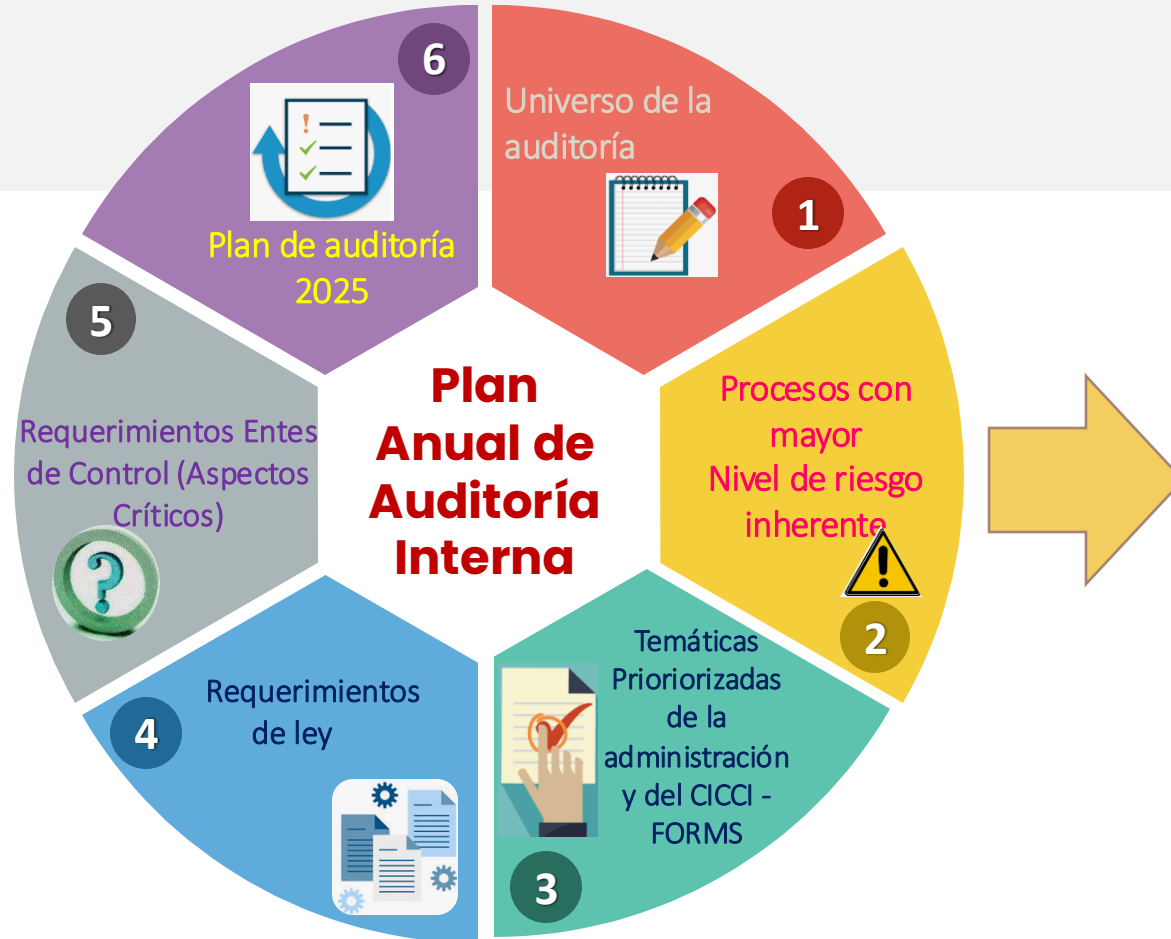 6
Universo de la
auditoría
1
Plan de auditoría
2025
5
Plan
Anual de
Auditoría
Interna
Procesos con
mayor
Nivel de riesgo
inherente
2
Requerimientos Entes
de Control (Aspectos
Críticos)
Temáticas
Prioriorizadas
de la
administración
y del CICCI -
FORMS
3
Requerimientos
de ley
4